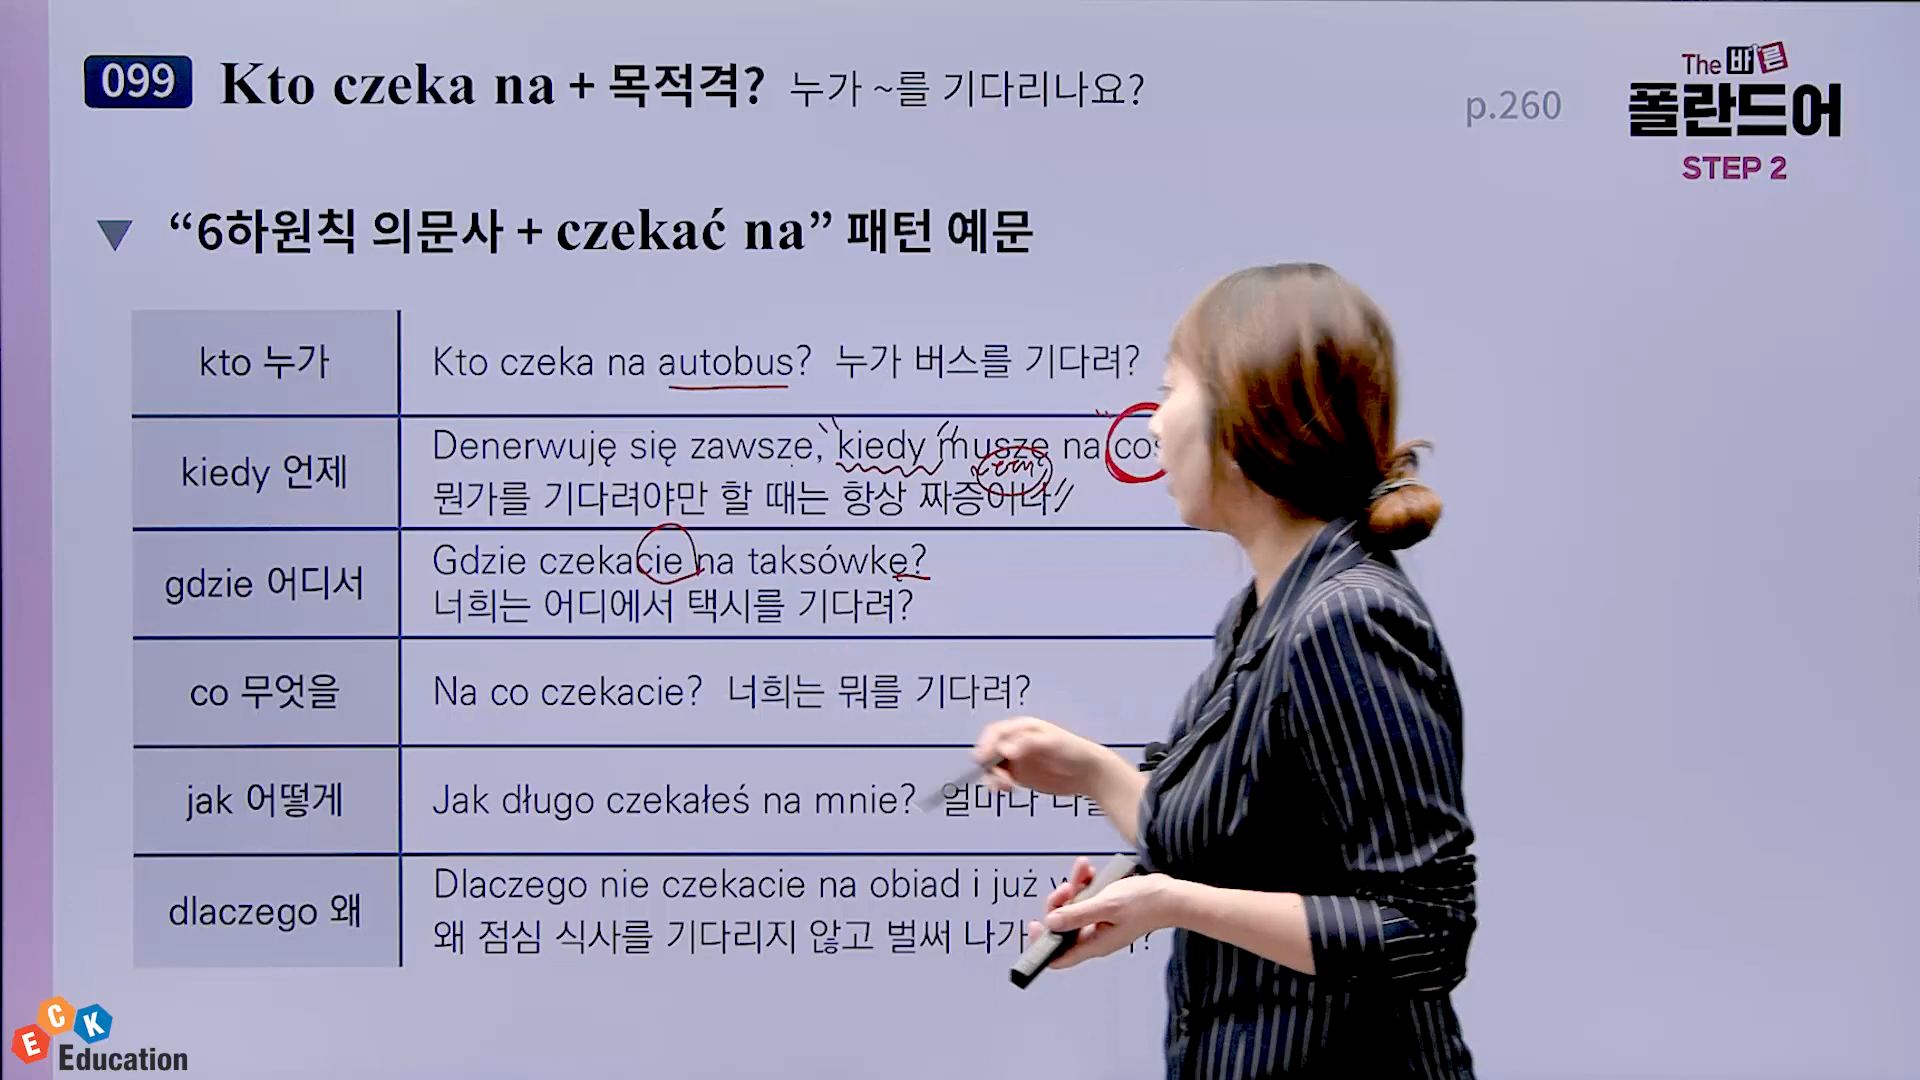 099 Kto czeka na + 목적격? 누가 ~를 기다리나요?
p.260
The 바른
폴란드어
STEP 2
▼ “6하원칙 의문사 + czekać na” 패턴 예문
kto 누가
Kto czeka na autobus? 누가 버스를 기다려?
kiedy 언제
Denerwuję się zawsze, kiedy muszę na
뭔가를 기다려야만 할 때는 항상 짜증이나
gdzie 어디서
Gdzie czekacie na taksówkę?
너희는 어디에서 택시를 기다려?
co 무엇을
Na co czekacie? 너희는 뭐를 기다려?
jak 어떻게
Jak długo czekałeś na mnie? 얼마나
dlaczego 왜
Dlaczego nie czekacie na obiad i już
왜 점심 식사를 기다리지 않고 벌써
ECK
Education